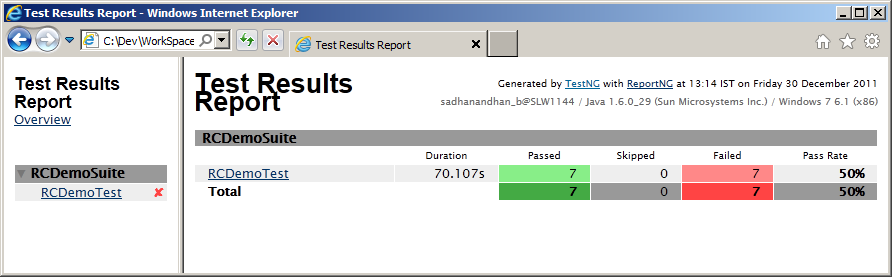 Test Results Report - Windows Internet Explorer
C:\Dev\WorkSpace
Test Results Report
Test Results
Report
Overview
RCDemoSuite
RCDemoTest
Test Results
Report
Generated by TestNG with ReportNG at 13:14 IST on Friday 30 December 2011
sadhanandhan_b@SLW1144 / Java 1.6.0_29 (Sun Microsystems Inc.) / Windows 7 6.1 (x86)
RCDemoSuite
Duration Passed Skipped Failed Pass Rate
RCDemoTest 70.107s 7 0 7 50%
Total 7 0 7 50%